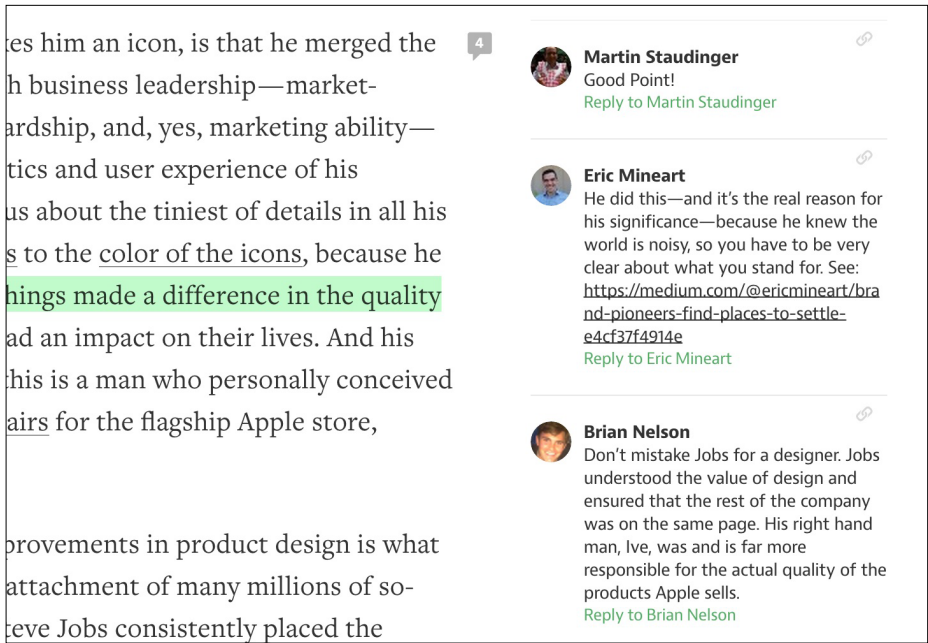 him an icon, is that he merged the
4
business leadership—market-
and, yes, marketing ability—
and user experience of his
about the tiniest of details in all his
to the color of the icons, because he
made a difference in the quality
an impact on their lives. And his
this is a man who personally conceived
for the flagship Apple store,
in product design is what
attachment of many millions of so-
Jobs consistently placed the
Martin Staudinger
Good Point!
Reply to Martin Staudinger
Eric Mineart
He did this—and it's the real reason for
his significance—because he knew the
world is noisy, so you have to be very
clear about what you stand for. See:
https://medium.com/@ericmineart/bra
nd-pioneers-find-places-to-settle-
e4cf37f4914e
Reply to Eric Mineart
Brian Nelson
Don't mistake Jobs for a designer. Jobs
understood the value of design and
ensured that the rest of the company
was on the same page. His right hand
man, Ive, was and is far more
responsible for the actual quality of the
products Apple sells.
Reply to Brian Nelson